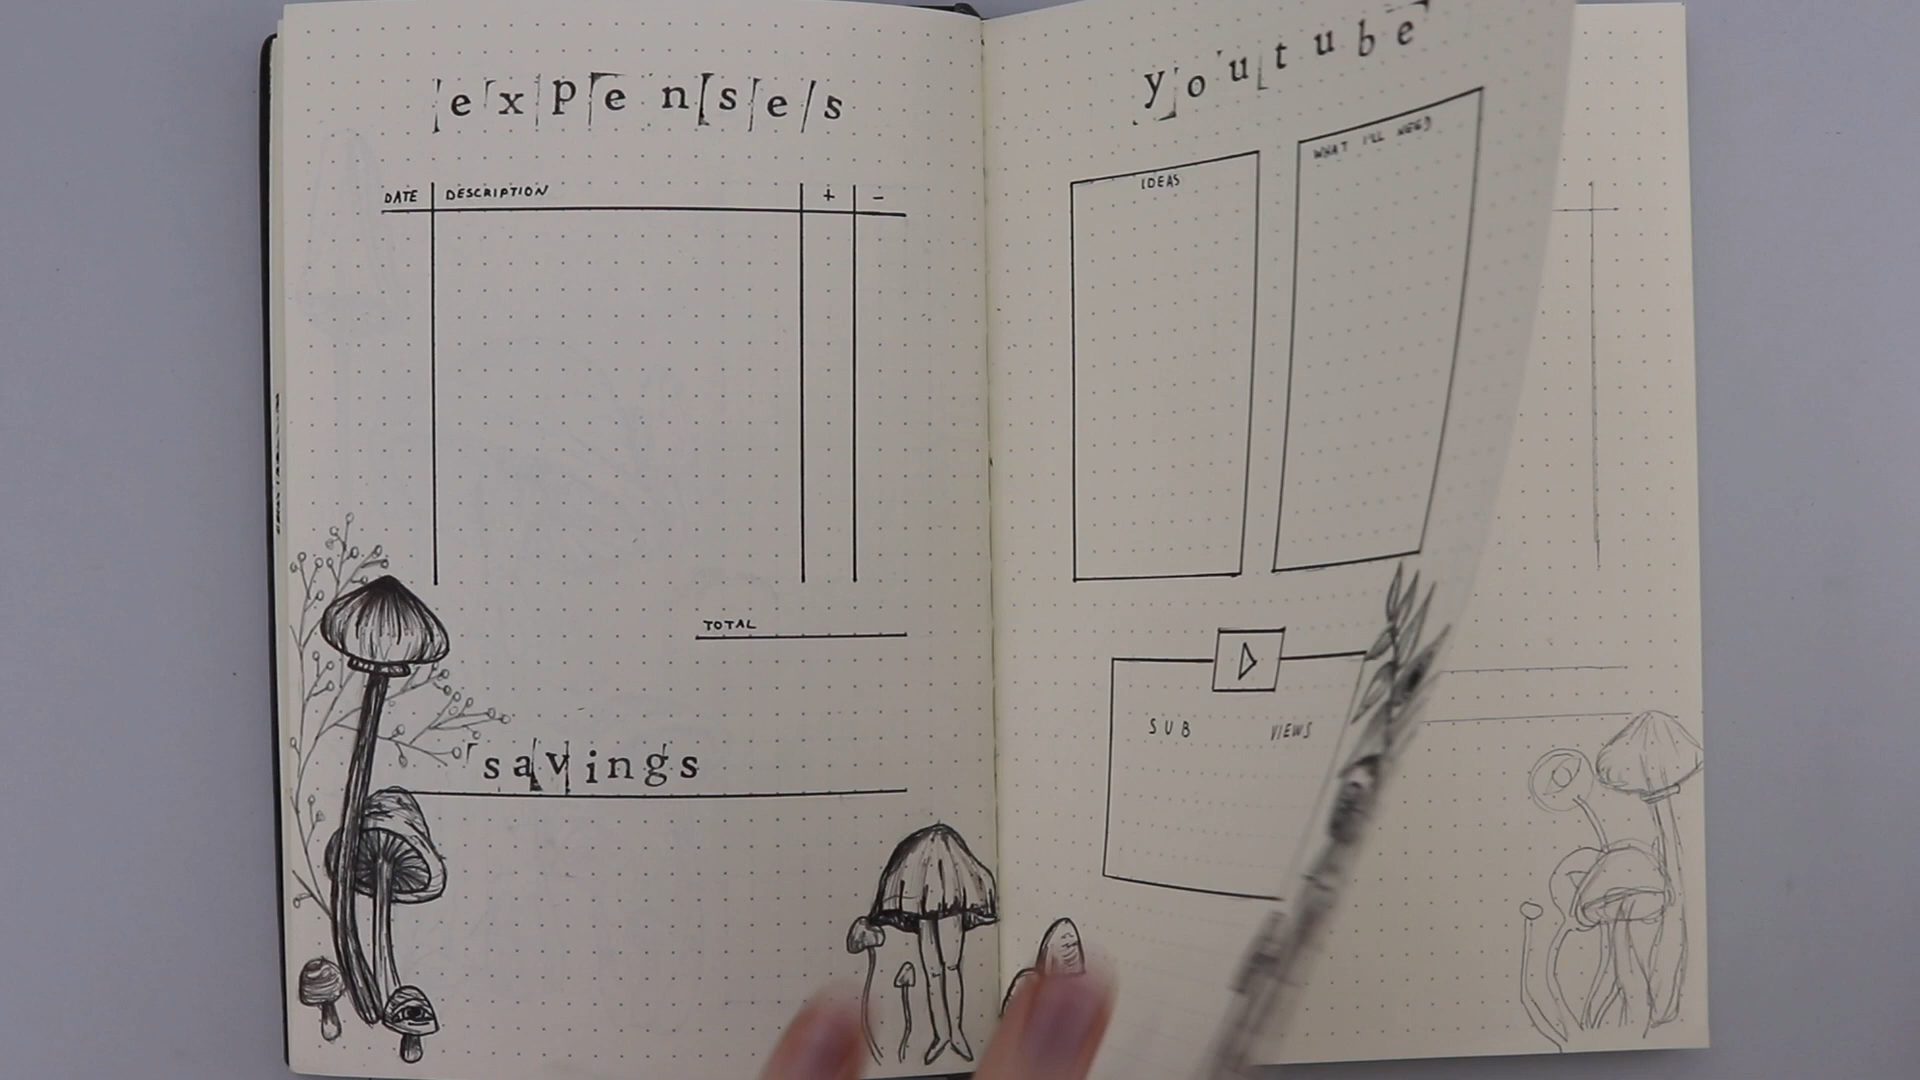 expenses
DATE DESCRIPTION + -
TOTAL
savings
youtube
IDEAS
WHAT I'LL NEED
SUB VIEWS